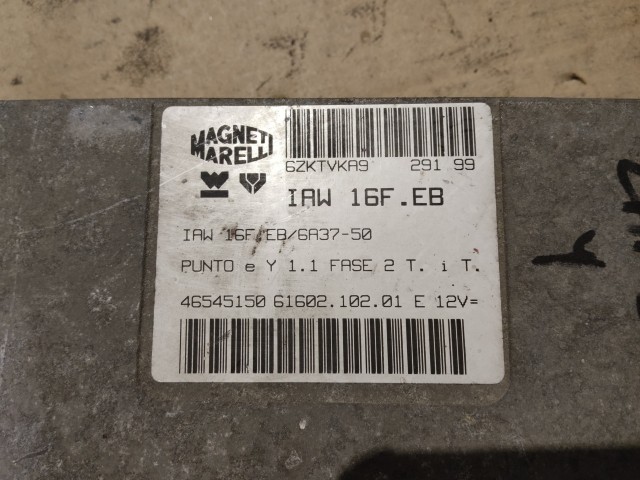 MAGNETI
MARELLI
6ZKTVKA9 291 99
IAW 16F.EB
IAW 16F.EB/6A37-50
PUNTO e Y 1.1 FASE 2 T. i T.
46545150 61602.102.01 E 12V=